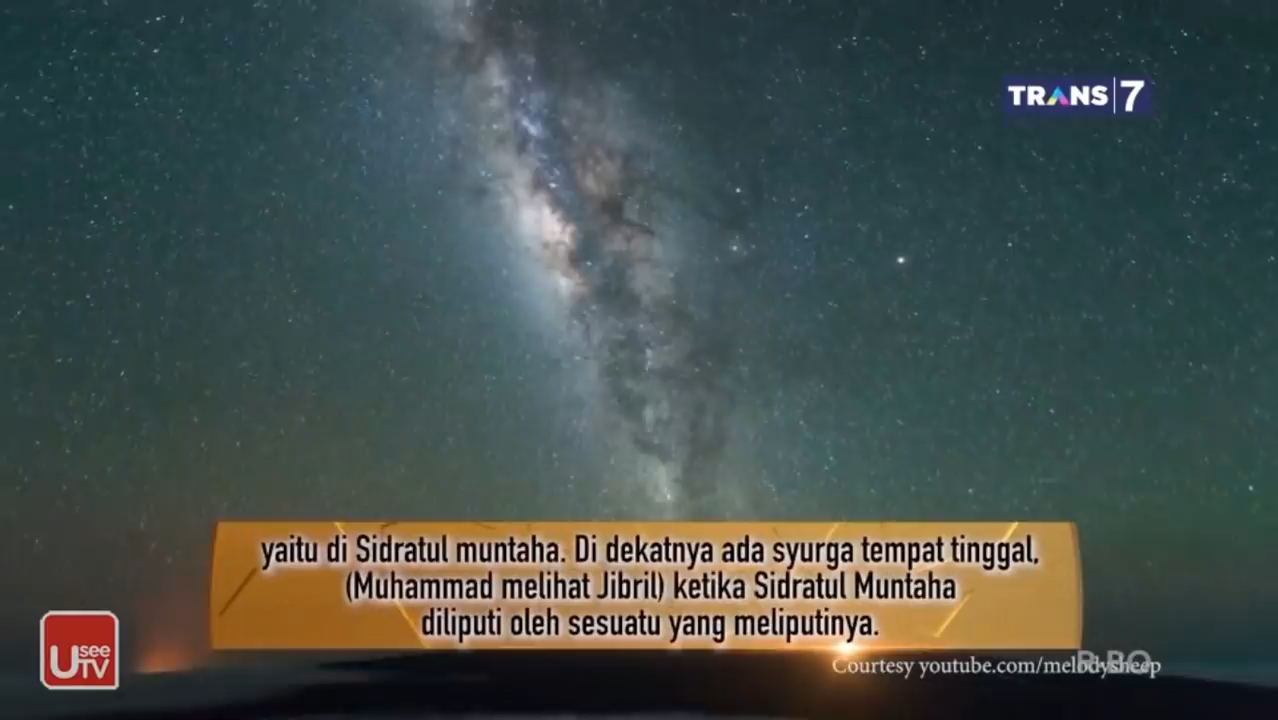 TRANS|7
yaitu di Sidratul muntaha. Di dekatnya ada syurga tempat tinggal,
(Muhammad melihat Jibril) ketika Sidratul Muntaha
diliputi oleh sesuatu yang meliputinya.
Usee TV
Courtesy youtube.com/melodysheep